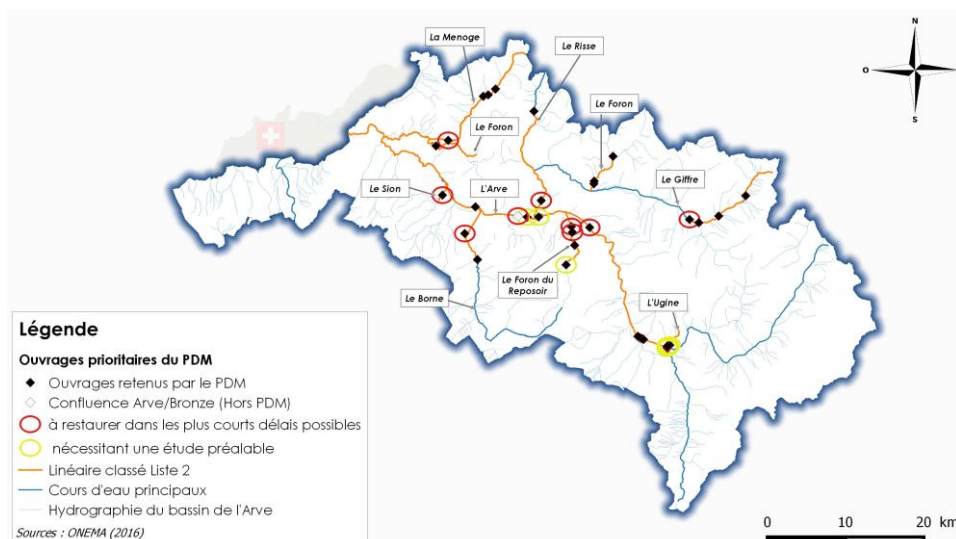 N
O
E
S
La Menoge
Le Risse
Le Foron
Le Foron
Le Sion
L'Arve
Le Giffre
Le Foron du
Reposoir
Le Borne
L'Ugine
Légende
Ouvrages prioritaires du PDM
Ouvrages retenus par le PDM
Confluence Arve/Bronze (Hors PDM)
à restaurer dans les plus courts délais possibles
nécessitant une étude préalable
Linéaire classé Liste 2
Cours d'eau principaux
Hydrographie du bassin de l'Arve
Sources : ONEMA (2016)
0 10 20 km